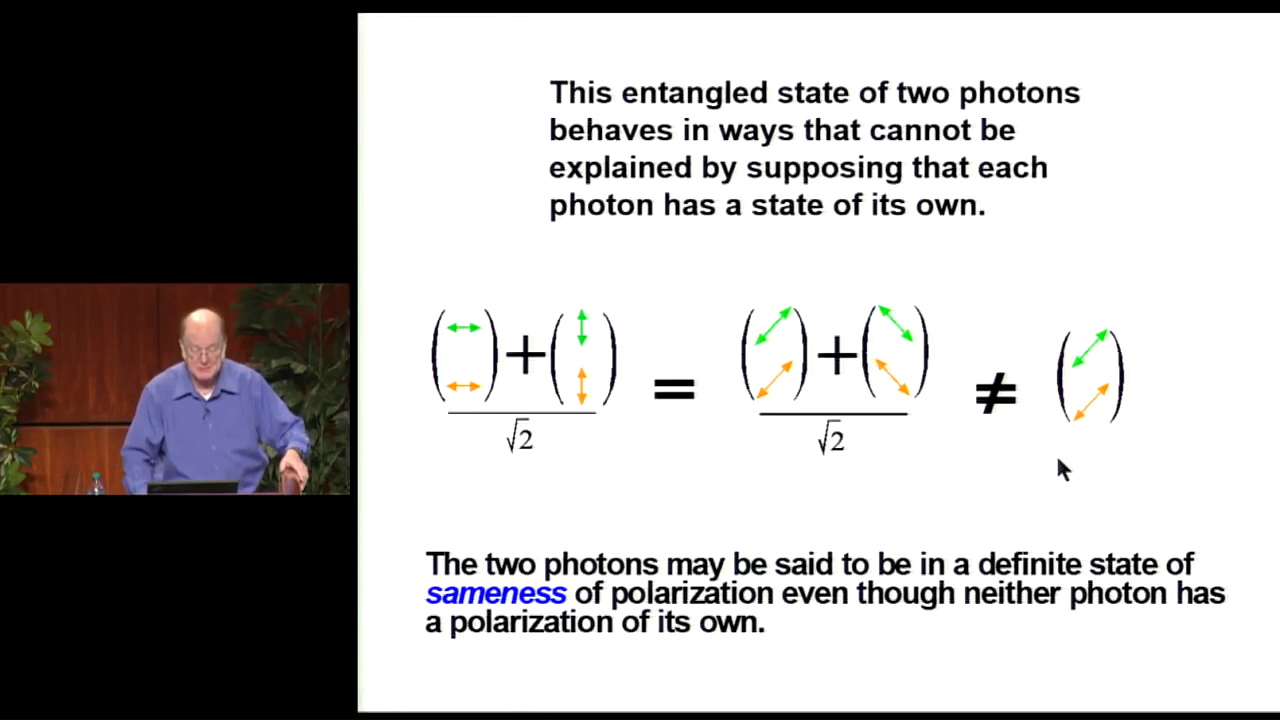 This entangled state of two photons
behaves in ways that cannot be
explained by supposing that each
photon has a state of its own.
( ) + ( ) = ( ) + ( ) ≠ ( )
√2 √2
The two photons may be said to be in a definite state of
sameness of polarization even though neither photon has
a polarization of its own.